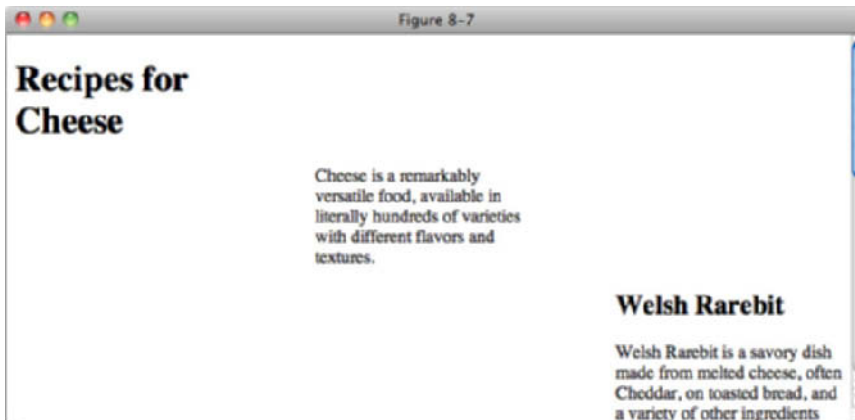 Figure 8-7
Recipes for
Cheese
Cheese is a remarkably
versatile food, available in
literally hundreds of varieties
with different flavors and
textures.
Welsh Rarebit
Welsh Rarebit is a savory dish
made from melted cheese, often
Cheddar, on toasted bread, and
a variety of other ingredients